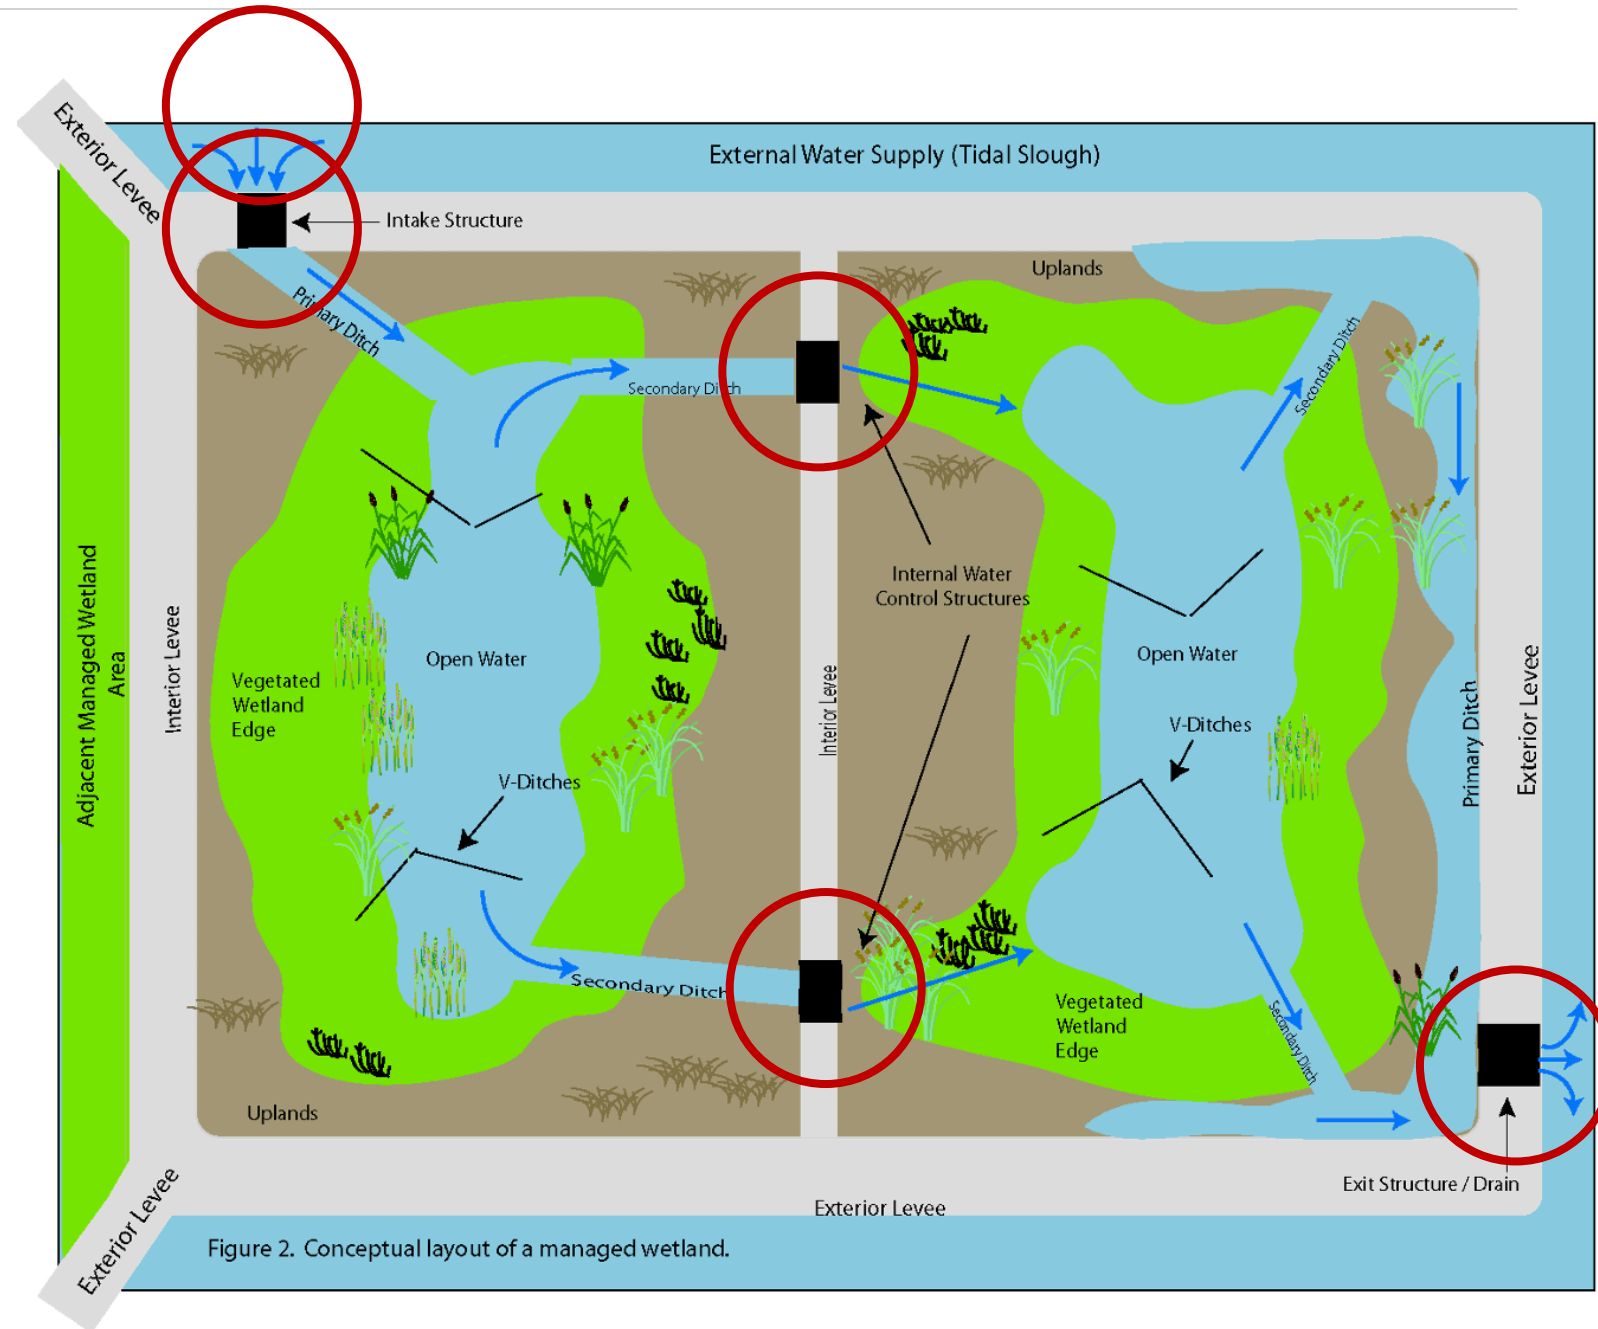 Exterior Levee
External Water Supply (Tidal Slough)
Intake Structure
Uplands
Primary Ditch
Secondary Ditch
Secondary Ditch
Internal Water
Control Structures
Adjacent Managed Wetland
Area
Interior Levee
Vegetated
Wetland
Edge
Open Water
Interior Levee
Open Water
V-Ditches
Primary Ditch
Exterior Levee
V-Ditches
Secondary Ditch
Vegetated
Wetland
Edge
Secondary Ditch
Uplands
Exit Structure / Drain
Exterior Levee
Exterior Levee
Figure 2. Conceptual layout of a managed wetland.